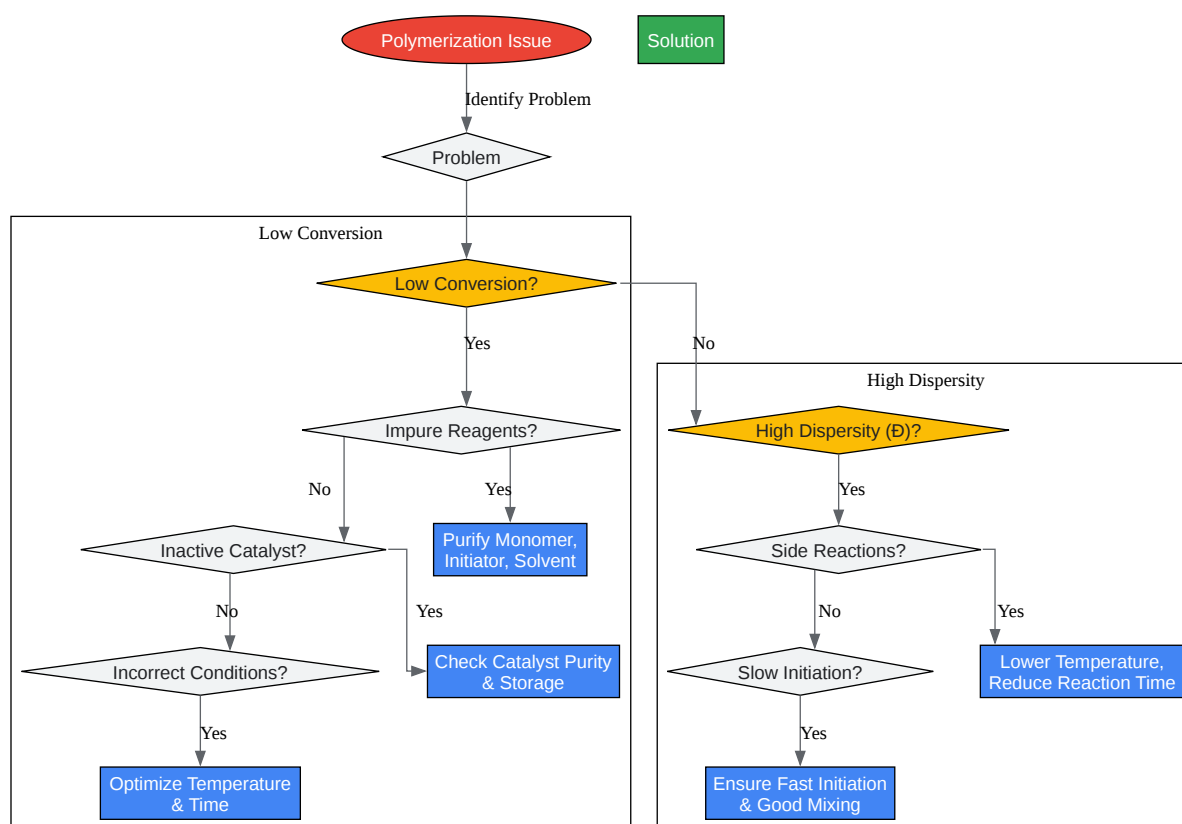 Polymerization Issue
Solution
Identify Problem
Problem
Low Conversion
Low Conversion?
Yes
No
High Dispersity
Impure Reagents?
High Dispersity (Đ)?
No
Yes
Yes
Inactive Catalyst?
Purify Monomer,
Initiator, Solvent
Side Reactions?
No
Yes
No
Yes
Incorrect Conditions?
Check Catalyst Purity
& Storage
Slow Initiation?
Lower Temperature,
Reduce Reaction Time
Yes
Yes
Optimize Temperature
& Time
Ensure Fast Initiation
& Good Mixing